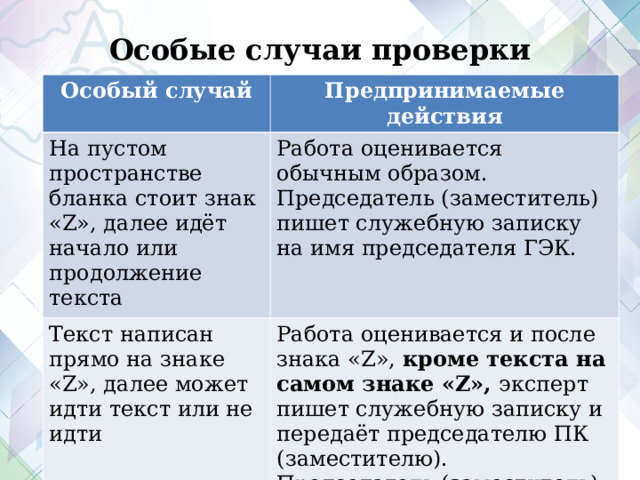 Особые случаи проверки
Особый случай
Предпринимаемые
действия
На пустом
пространстве
бланка стоит знак
«Z», далее идёт
начало или
продолжение
текста
Работа оценивается
обычным образом.
Председатель (заместитель)
пишет служебную записку
на имя председателя ГЭК.
Текст написан
прямо на знаке
«Z», далее может
идти текст или не
идти
Работа оценивается и после
знака «Z», кроме текста на
самом знаке «Z», эксперт
пишет служебную записку и
передаёт председателю ПК
(заместителю).
Председатель (заместитель)